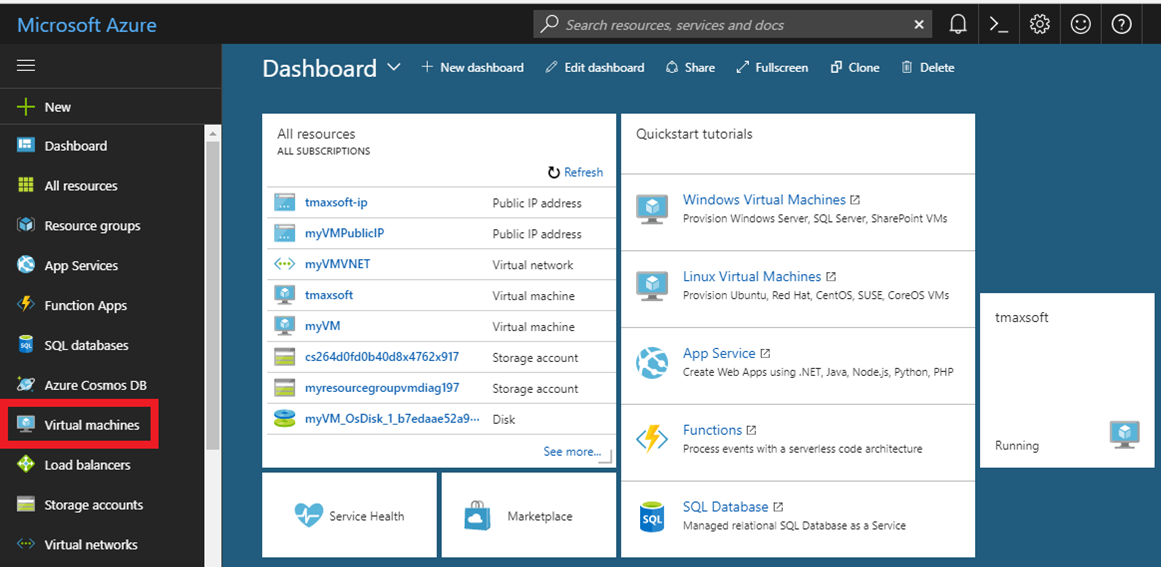 Microsoft Azure
Search resources, services and docs
New
Dashboard
All resources
Resource groups
App Services
Function Apps
SQL databases
Azure Cosmos DB
Virtual machines
Load balancers
Storage accounts
Virtual networks
Dashboard New dashboard Edit dashboard Share Fullscreen Clone Delete
All resources
ALL SUBSCRIPTIONS
Refresh
tmaxsoft-ip Public IP address
myVMPublicIP Public IP address
myVMVNET Virtual network
tmaxsoft Virtual machine
myVM Virtual machine
cs264d0fd0b40d8x4762x917 Storage account
myresourcegroupvmdiag197 Storage account
myVM_OsDisk_1_b7edaae52a9··· Disk
See more...
Service Health
Marketplace
Quickstart tutorials
Windows Virtual Machines
Provision Windows Server, SQL Server, SharePoint VMs
Linux Virtual Machines
Provision Ubuntu, Red Hat, CentOS, SUSE, CoreOS VMs
App Service
Create Web Apps using .NET, Java, Node.js, Python, PHP
Functions
Process events with a serverless code architecture
SQL
SQL Database
Managed relational SQL Database as a Service
tmaxsoft
Running